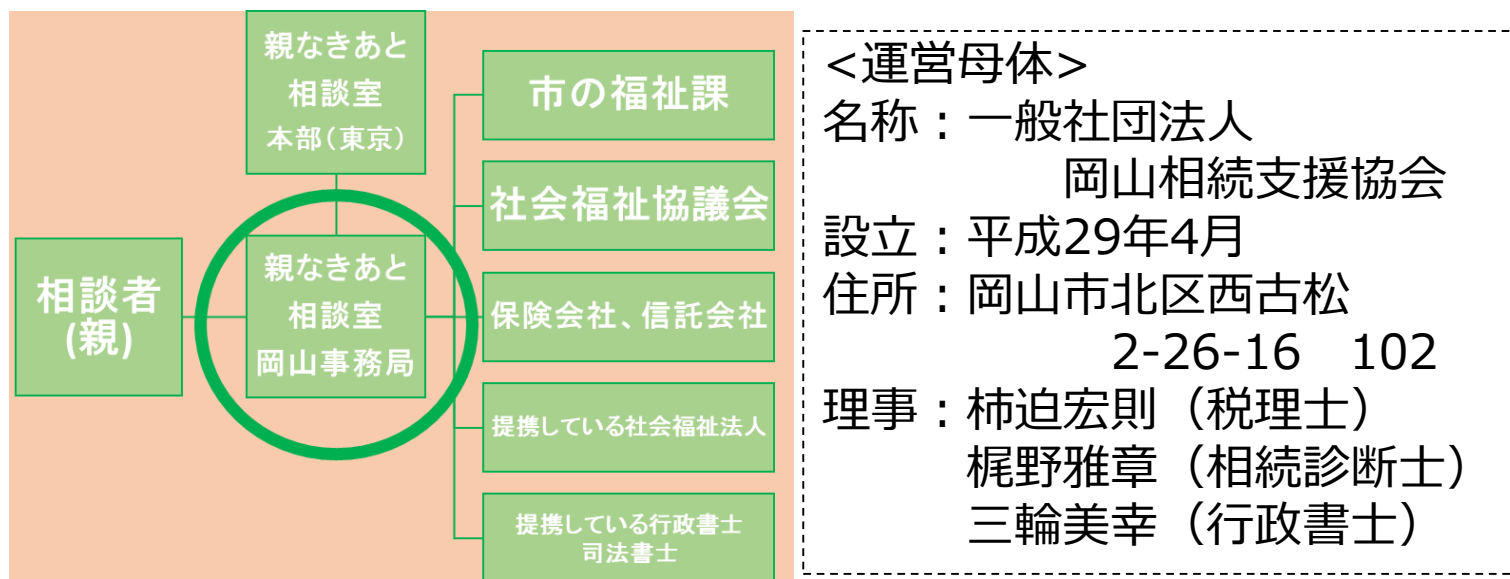 親なきあと
相談室
本部(東京)
市の福祉課
社会福祉協議会
相談者
(親)
親なきあと
相談室
岡山事務局
保険会社、信託会社
提携している社会福祉法人
提携している行政書士
司法書士
<運営母体>
名称：一般社団法人
岡山相続支援協会
設立：平成29年4月
住所：岡山市北区西古松
2-26-16　102
理事：柿迫宏則（税理士）
梶野雅章（相続診断士）
三輪美幸（行政書士）